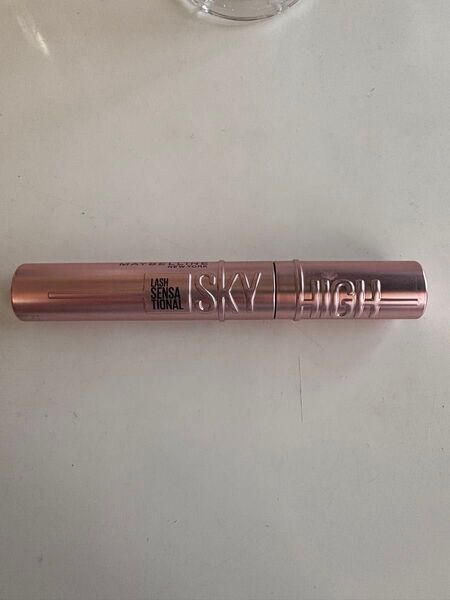 MAYBELLINE
NEW YORK
LASH
SENSA
TIONAL
SKY HIGH